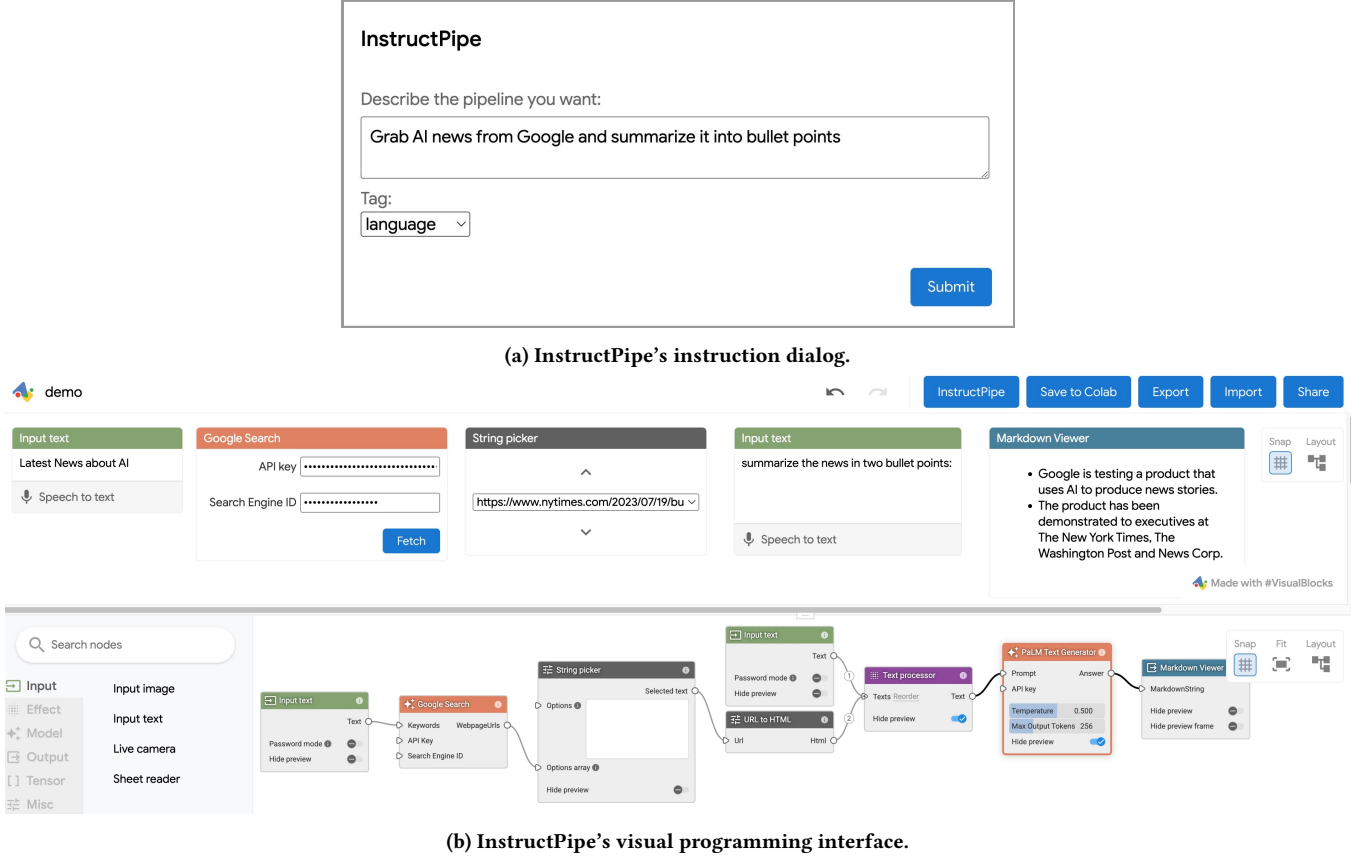 InstructPipe
Describe the pipeline you want:
Grab AI news from Google and summarize it into bullet points
Tag:
language
Submit
(a) InstructPipe's instruction dialog.
demo
InstructPipe
Save to Colab
Export
Import
Share
Input text
Latest News about AI
Speech to text
Google Search
API key
Search Engine ID
Fetch
String picker
https://www.nytimes.com/2023/07/19/bu
Input text
summarize the news in two bullet points:
Speech to text
Markdown Viewer
• Google is testing a product that
uses AI to produce news stories.
• The product has been
demonstrated to executives at
The New York Times, The
Washington Post and News Corp.
Made with #VisualBlocks
Snap Layout
Search nodes
Input
Effect
Model
Output
Tensor
Misc
Input image
Input text
Live camera
Sheet reader
Input text
Text
Password mode
Hide preview
Google Search
Keywords WebpageUrls
API Key
Search Engine ID
String picker
Selected text
Options
Options array
Hide preview
Input text
Text
Password mode
Hide preview
URL to HTML
Url Html
1
2
Text processor
Texts Reorder Text
Hide preview
PaLM Text Generator
Prompt Answer
API key
Temperature 0.500
Max Output Tokens 256
Hide preview
Markdown Viewer
MarkdownString
Hide preview
Hide preview frame
Snap Fit Layout
(b) InstructPipe's visual programming interface.